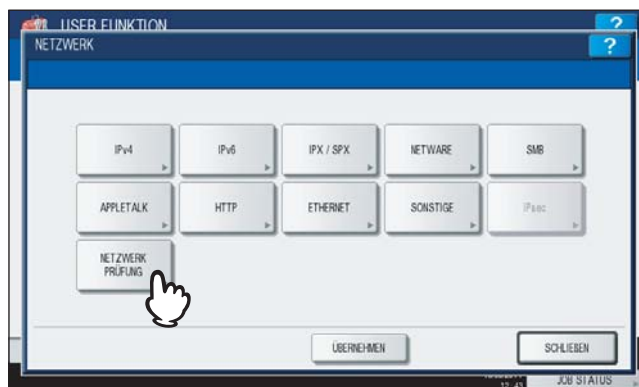 USER FUNKTION ?
NETZWERK ?
IPv4 IPv6 IPX / SPX NETWARE SMB
APPLETALK HTTP ETHERNET SONSTIGE IPsec
NETZWERK
PRÜFUNG
ÜBERNEHMEN SCHLIEßEN
JOB STATUS